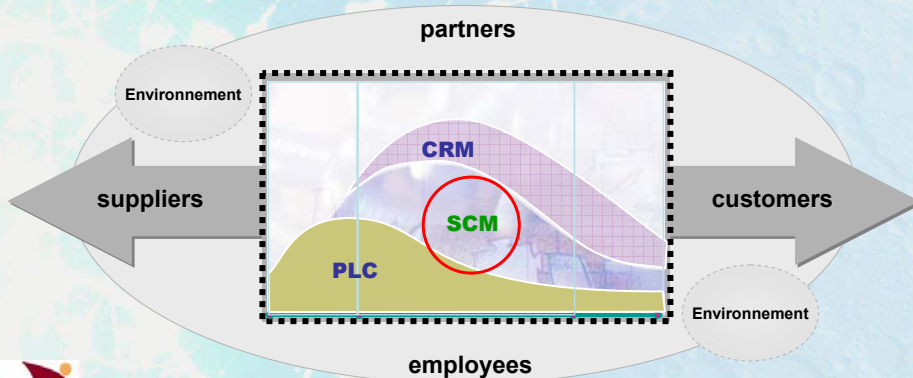 partners
Environnement
CRM
suppliers
SCM
customers
PLC
Environnement
employees